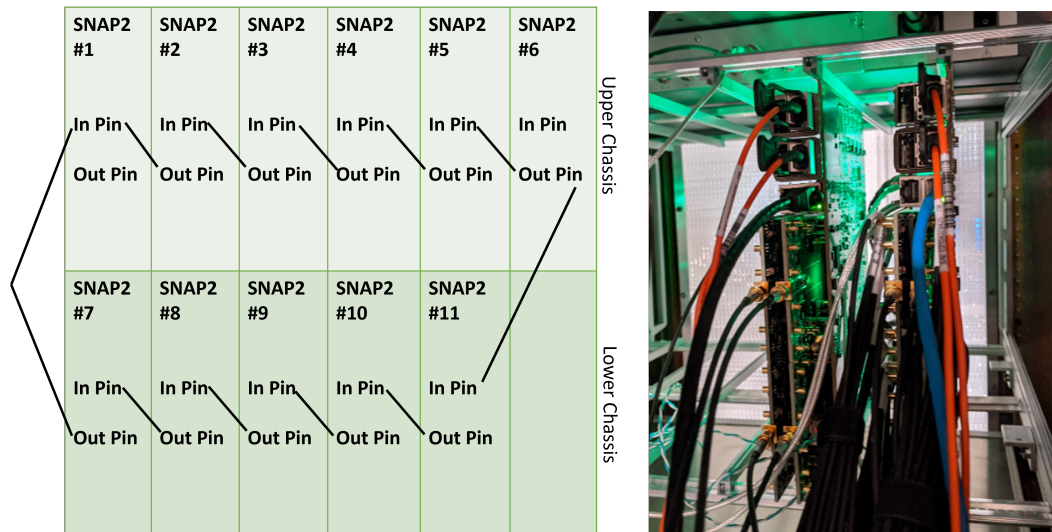 SNAP2 #1
SNAP2 #2
SNAP2 #3
SNAP2 #4
SNAP2 #5
SNAP2 #6
In Pin
In Pin
In Pin
In Pin
In Pin
In Pin
Out Pin
Out Pin
Out Pin
Out Pin
Out Pin
Out Pin
Upper Chassis
SNAP2 #7
SNAP2 #8
SNAP2 #9
SNAP2 #10
SNAP2 #11
In Pin
In Pin
In Pin
In Pin
In Pin
Out Pin
Out Pin
Out Pin
Out Pin
Out Pin
Lower Chassis